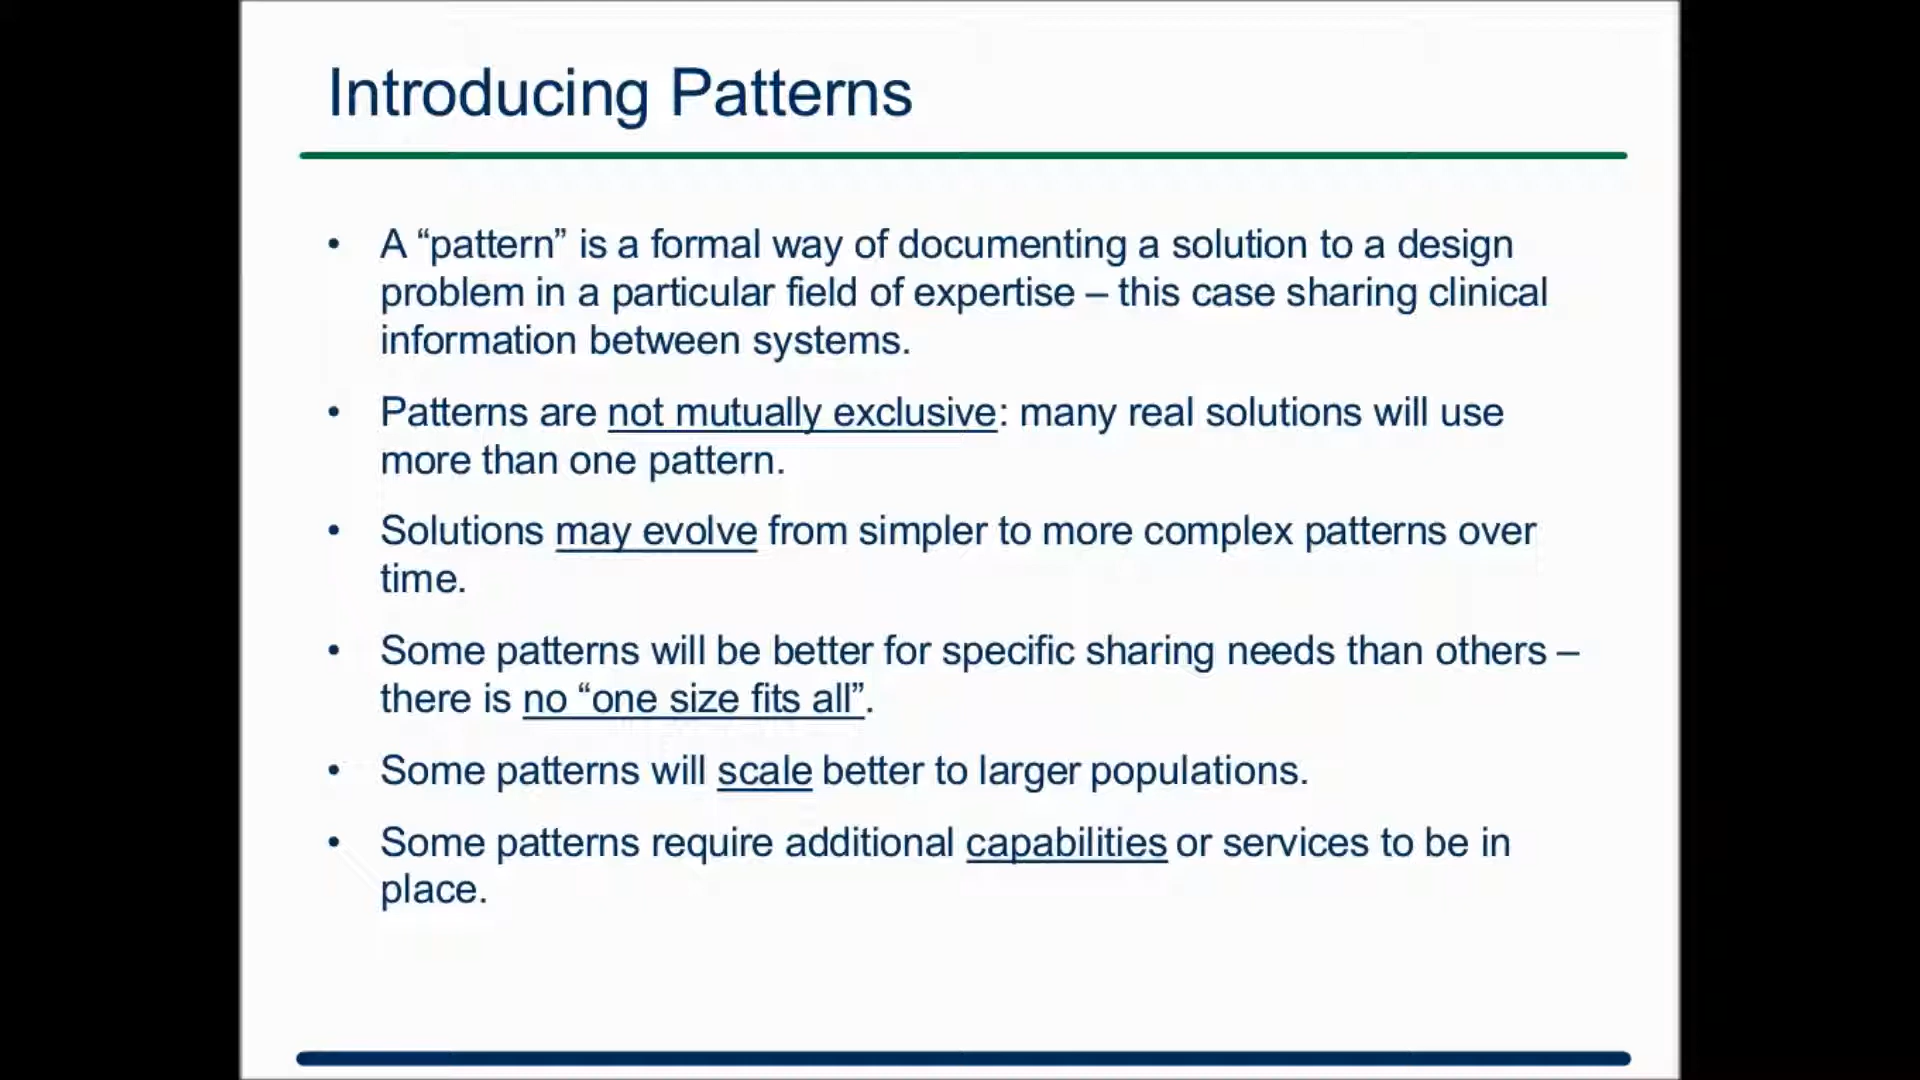 Introducing Patterns
• A “pattern” is a formal way of documenting a solution to a design
problem in a particular field of expertise – this case sharing clinical
information between systems.
• Patterns are not mutually exclusive: many real solutions will use
more than one pattern.
• Solutions may evolve from simpler to more complex patterns over
time.
• Some patterns will be better for specific sharing needs than others –
there is no “one size fits all”.
• Some patterns will scale better to larger populations.
• Some patterns require additional capabilities or services to be in
place.